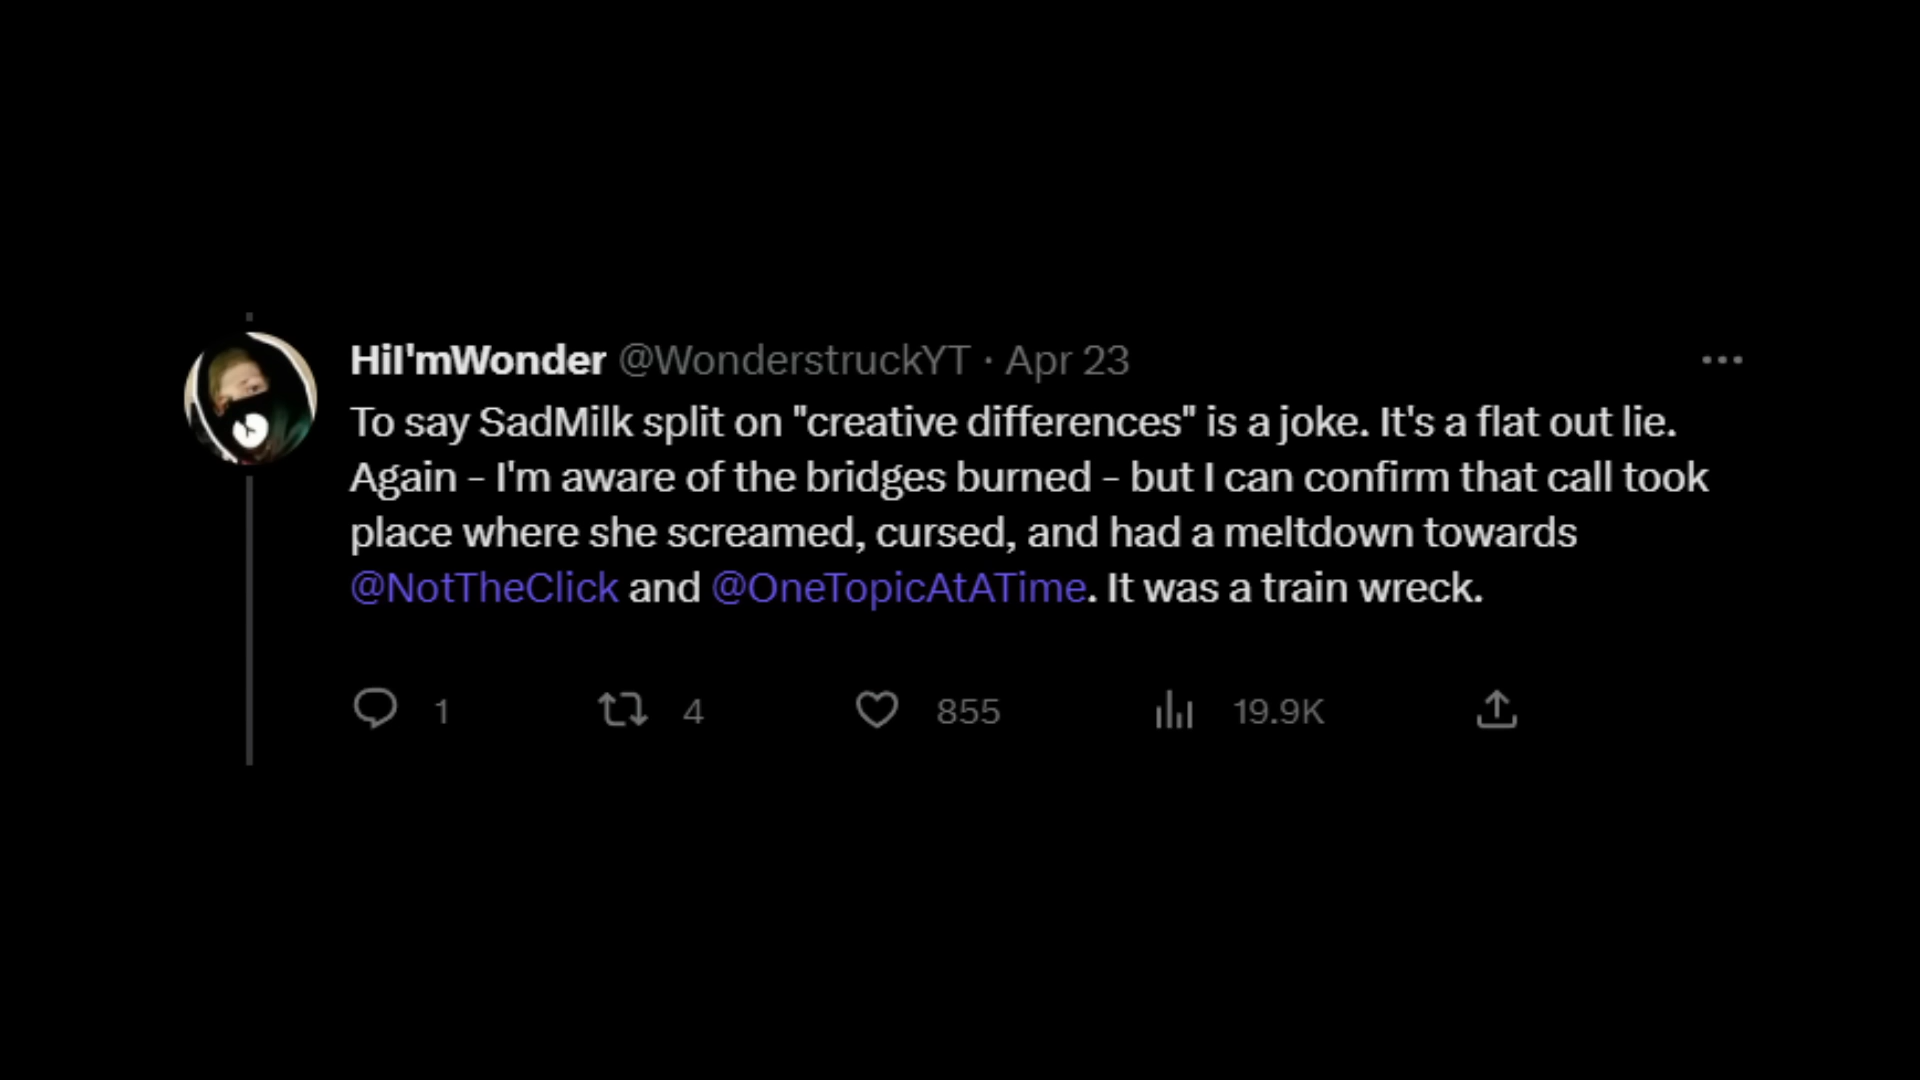 HiI'mWonder @WonderstruckYT · Apr 23
To say SadMilk split on "creative differences" is a joke. It's a flat out lie.
Again - I'm aware of the bridges burned - but I can confirm that call took
place where she screamed, cursed, and had a meltdown towards
@NotTheClick and @OneTopicAtATime. It was a train wreck.
1 4 855 19.9K